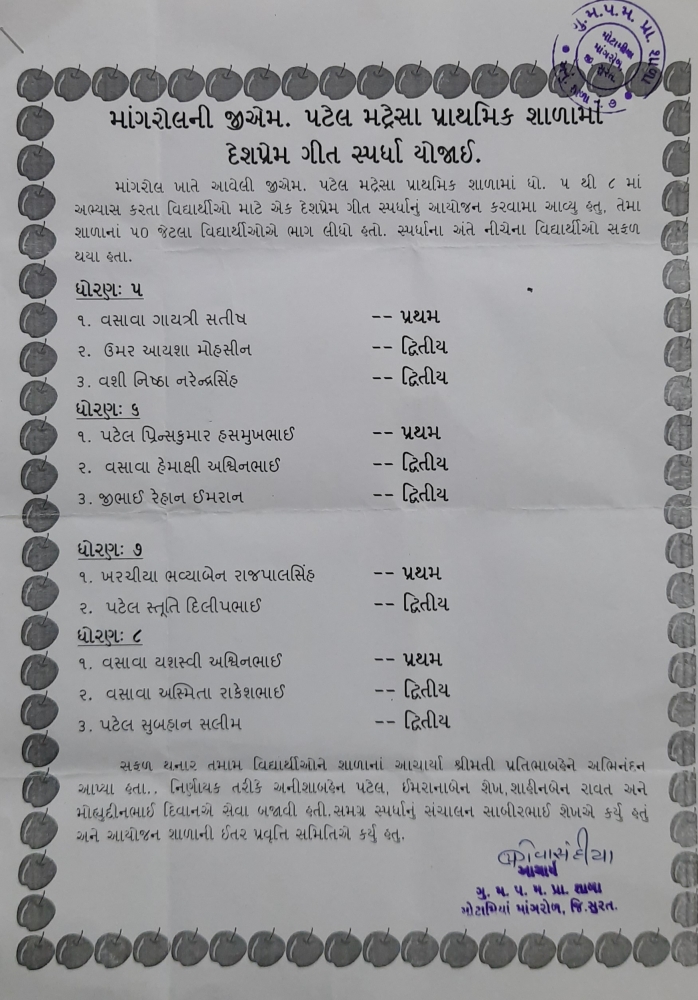 ગુ. મ. પ. મ. પ્રા. શાળા
મોટામીયાં
માંગરોળ
જી. સુરત
માંગરોલની જીએમ. પટેલ મદ્રેસા પ્રાથમિક શાળામાં
દેશપ્રેમ ગીત સ્પર્ધા યોજાઈ.
માંગરોલ ખાતે આવેલી જીએમ. પટેલ મદ્રેસા પ્રાથમિક શાળામાં ધો. ૫ થી ૮ માં
અભ્યાસ કરતા વિદ્યાર્થીઓ માટે એક દેશપ્રેમ ગીત સ્પર્ધાનું આયોજન કરવામા આવ્યુ હતુ, તેમા
શાળાનાં ૫૦ જેટલા વિદ્યાર્થીઓએ ભાગ લીધો હતો. સ્પર્ધાના અંતે નીચેના વિદ્યાર્થીઓ સફળ
થયા હતા.
ધોરણઃ ૫
૧. વસાવા ગાયત્રી સતીષ -- પ્રથમ
૨. ઉમર આયશા મોહસીન -- દ્વિતીય
૩. વશી નિષ્ઠા નરેન્દ્રસિંહ -- દ્વિતીય
ધોરણઃ ૬
૧. પટેલ પ્રિન્સકુમાર હસમુખભાઈ -- પ્રથમ
૨. વસાવા હેમાક્ષી અશ્વિનભાઈ -- દ્વિતીય
૩. જીભાઈ રેહાન ઈમરાન -- દ્વિતીય
ધોરણઃ ૭
૧. ખરચીયા ભવ્યાબેન રાજપાલસિંહ -- પ્રથમ
૨. પટેલ સ્તૂતિ દિલીપભાઈ -- દ્વિતીય
ધોરણઃ ૮
૧. વસાવા યશસ્વી અશ્વિનભાઈ -- પ્રથમ
૨. વસાવા અસ્મિતા રાકેશભાઈ -- દ્વિતીય
૩. પટેલ સુબહાન સલીમ -- દ્વિતીય
સફળ થનાર તમામ વિદ્યાર્થીઓને શાળાનાં આચાર્યા શ્રીમતી પ્રતિભાબહેને અભિનંદન
આપ્યા હતા.. નિર્ણાયક તરીકે અનીશાબહેન પટેલ, ઈમરાનાબેન શેખ,શાહીનબેન રાવત અને
મોહ્યુદીનભાઈ દિવાનએ સેવા બજાવી હતી.સમગ્ર સ્પર્ધાનું સંચાલન સાબીરભાઈ શેખએ કર્યુ હતું
અને આયોજન શાળાની ઈતર પ્રવૃતિ સમિતિએ કર્યુ હતુ.
આચાર્ય
ગુ. મ. પ. મ. પ્રા. શાળા
મોટામિયાં માંગરોળ, જિ.સુરત.